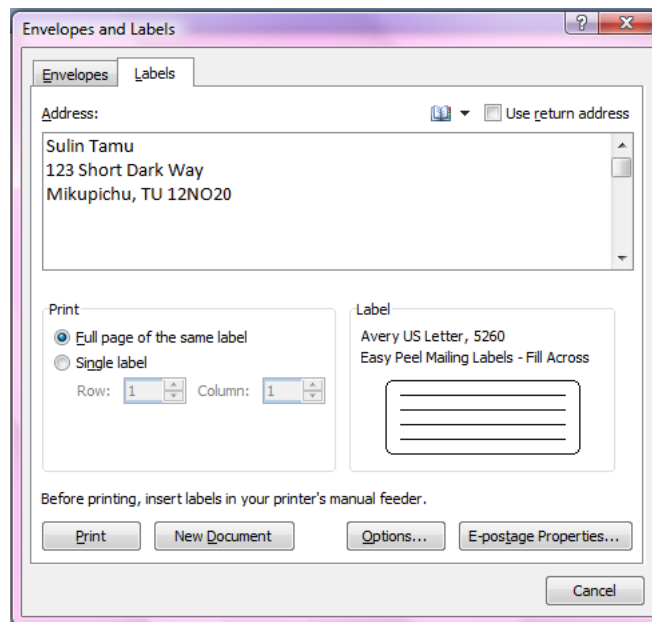 Envelopes and Labels
?
X
Envelopes
Labels
Address:
Use return address
Sulin Tamu
123 Short Dark Way
Mikupichu, TU 12NO20
Print
Full page of the same label
Single label
Row: 1 Column: 1
Label
Avery US Letter, 5260
Easy Peel Mailing Labels - Fill Across
Before printing, insert labels in your printer's manual feeder.
Print
New Document
Options...
E-postage Properties...
Cancel